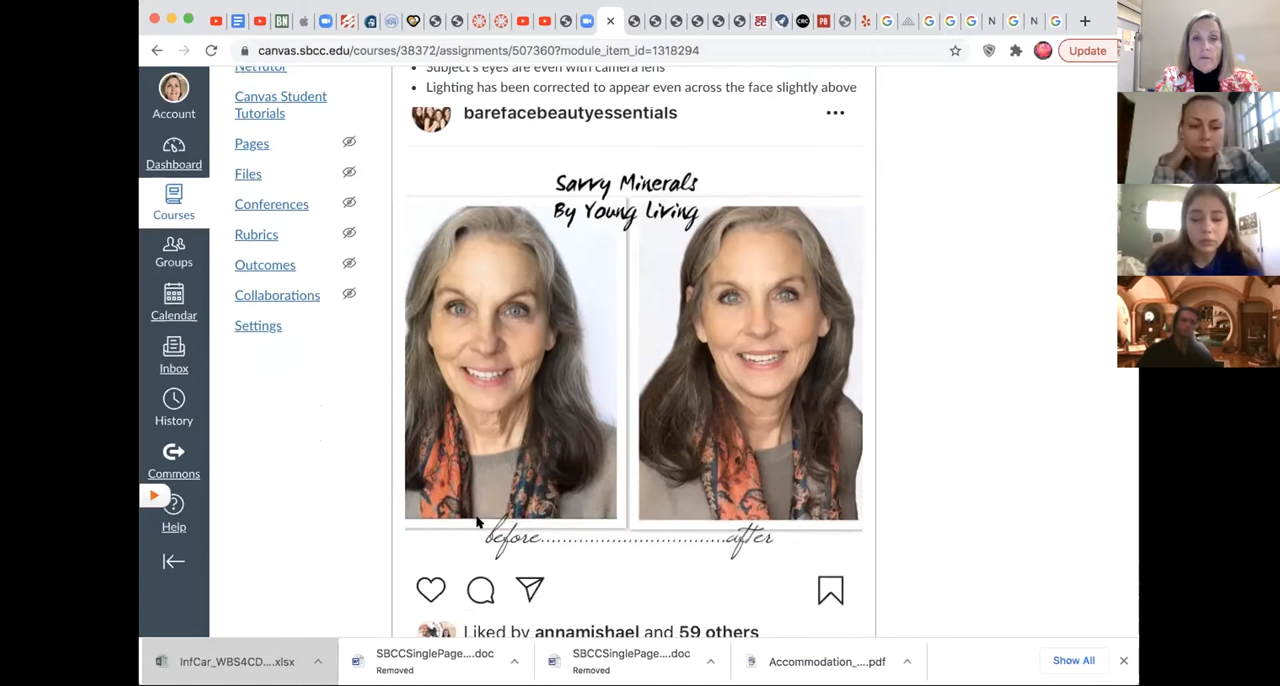 Update
canvas.sbcc.edu/courses/38372/assignments/507360?module_item_id=1318294
Account
Dashboard
Courses
Groups
Calendar
Inbox
History
Commons
Help
NetTutor
Canvas Student
Tutorials
Pages
Files
Conferences
Rubrics
Outcomes
Collaborations
Settings
Subject's eyes are even with camera lens
Lighting has been corrected to appear even across the face slightly above
barefacebeautyessentials
Savvy Minerals
By Young Living
before.............................after
Liked by annamishael and 59 others
InfCar_WBS4CD....xlsx
SBCCSinglePage....doc
Removed
SBCCSinglePage....doc
Removed
Accommodation_....pdf
Show All